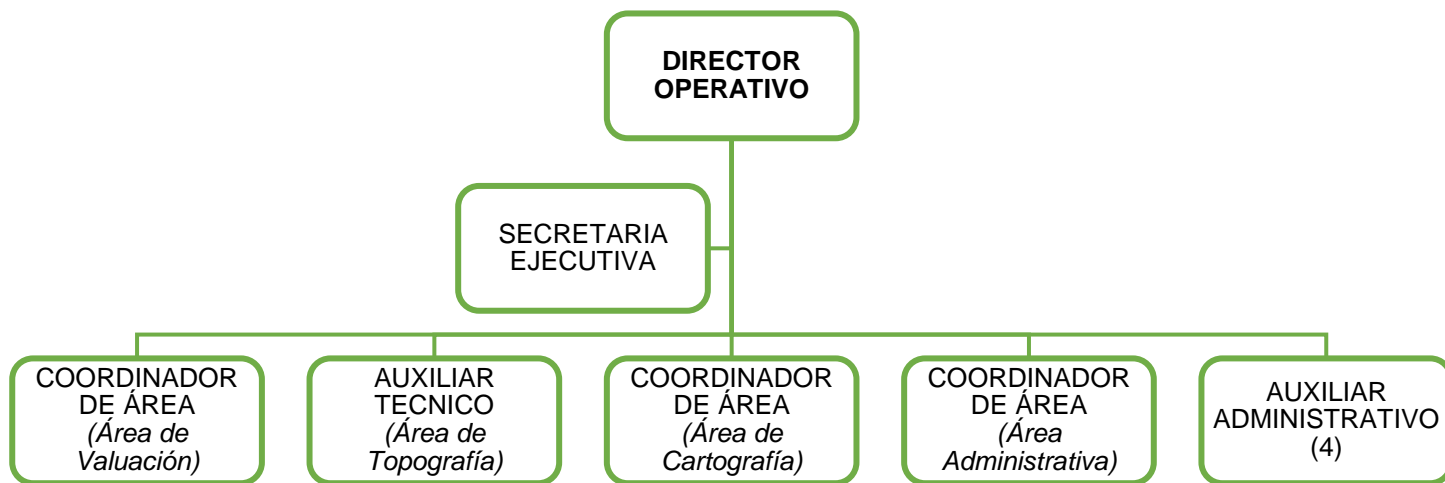 DIRECTOR
OPERATIVO
SECRETARIA
EJECUTIVA
COORDINADOR
DE ÁREA
(Área de
Valuación)
AUXILIAR
TECNICO
(Área de
Topografía)
COORDINADOR
DE ÁREA
(Área de
Cartografía)
COORDINADOR
DE ÁREA
(Área
Administrativa)
AUXILIAR
ADMINISTRATIVO
(4)